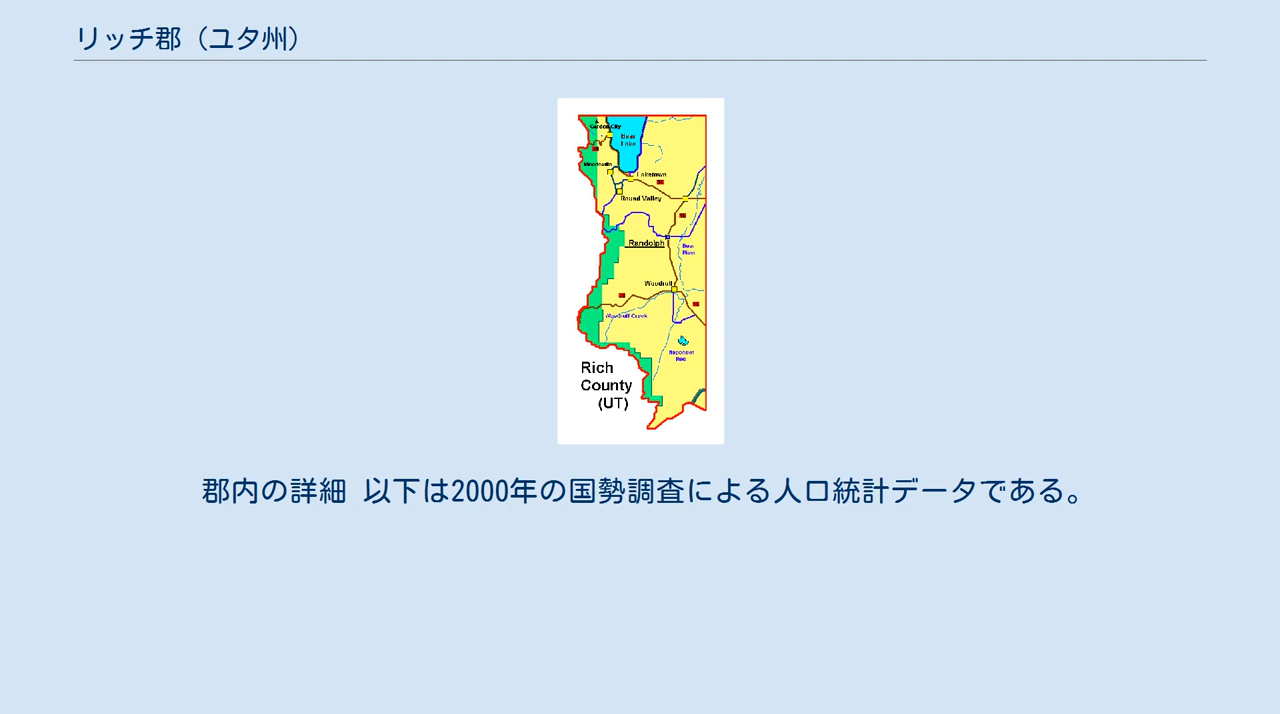 リッチ郡（ユタ州）
Garden City
Bear
Lake
Meadowville
Laketown
Round Valley
Randolph
Bear
River
Woodruff
Woodruff Creek
Rich
County
(UT)
郡内の詳細 以下は2000年の国勢調査による人口統計データである。